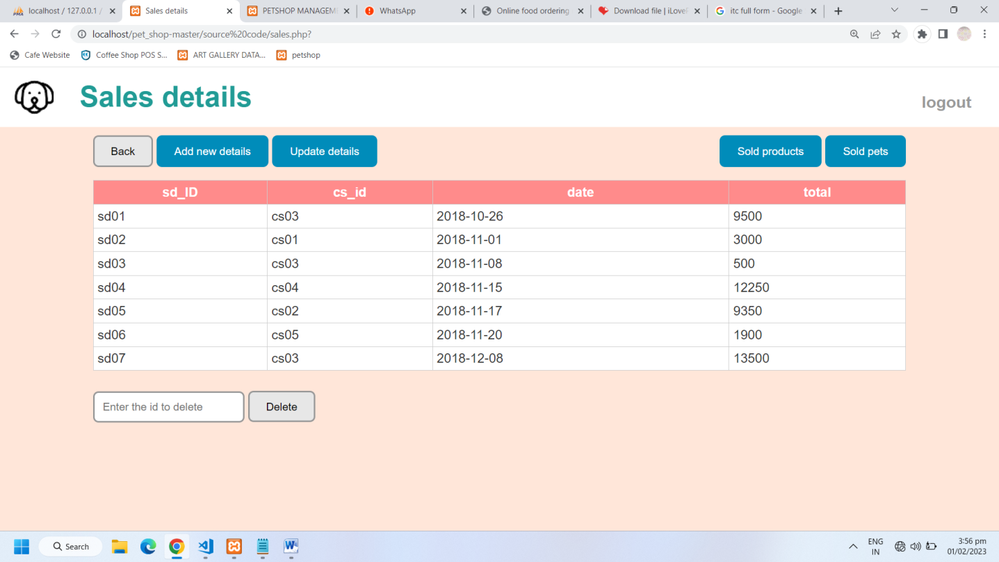 localhost / 127.0.0.1 /
Sales details
PETSHOP MANAGEM
WhatsApp
Online food ordering
Download file | iLove
itc full form - Google
localhost/pet_shop-master/source%20code/sales.php?
Cafe Website
Coffee Shop POS S...
ART GALLERY DATA...
petshop
Sales details
logout
Back
Add new details
Update details
Sold products
Sold pets
sd_ID cs_id date total
sd01 cs03 2018-10-26 9500
sd02 cs01 2018-11-01 3000
sd03 cs03 2018-11-08 500
sd04 cs04 2018-11-15 12250
sd05 cs02 2018-11-17 9350
sd06 cs05 2018-11-20 1900
sd07 cs03 2018-12-08 13500
Enter the id to delete
Delete
Search
ENG
IN
3:56 pm
01/02/2023